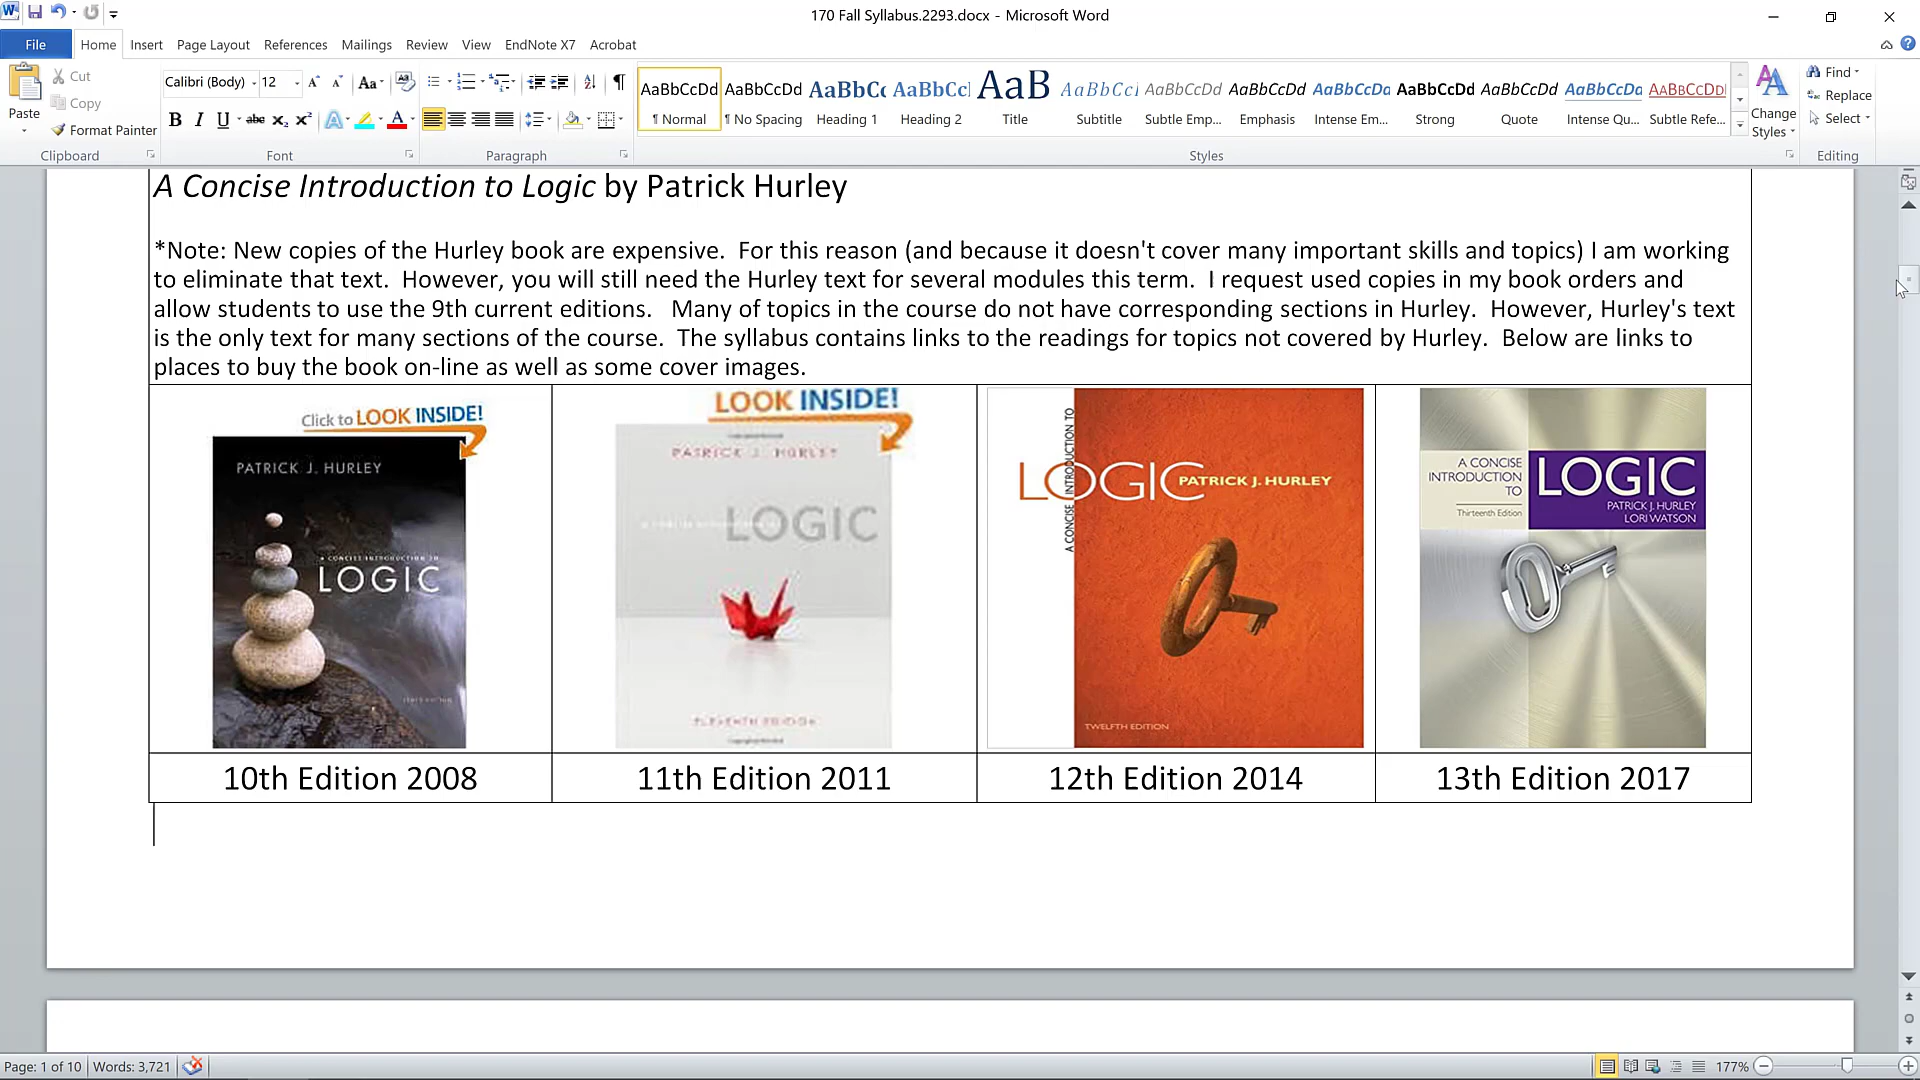 170 Fall Syllabus.2293.docx - Microsoft Word
File Home Insert Page Layout References Mailings Review View EndNote X7 Acrobat
Paste
Cut
Copy
Format Painter
Clipboard
Calibri (Body) 12
Font
Paragraph
AaBbCcDd AaBbCcDd AaBbCc AaBbCc AaB AaBbCcI AaBbCcDd AaBbCcDd AaBbCcDd AaBbCcDd AaBbCcDd AaBbCcDd AABBCCDD
¶ Normal ¶ No Spacing Heading 1 Heading 2 Title Subtitle Subtle Emp... Emphasis Intense Em... Strong Quote Intense Qu... Subtle Refe...
Styles
Change
Styles
Find
Replace
Select
Editing
A Concise Introduction to Logic by Patrick Hurley
*Note: New copies of the Hurley book are expensive.  For this reason (and because it doesn't cover many important skills and topics) I am working
to eliminate that text.  However, you will still need the Hurley text for several modules this term.  I request used copies in my book orders and
allow students to use the 9th current editions.   Many of topics in the course do not have corresponding sections in Hurley.  However, Hurley's text
is the only text for many sections of the course.  The syllabus contains links to the readings for topics not covered by Hurley.  Below are links to
places to buy the book on-line as well as some cover images.
Click to LOOK INSIDE!
PATRICK J. HURLEY
A CONCISE INTRODUCTION TO
LOGIC
TENTH EDITION
LOOK INSIDE!
PATRICK J. HURLEY
LOGIC
ELEVENTH EDITION
A CONCISE INTRODUCTION TO
LOGIC PATRICK J. HURLEY
TWELFTH EDITION
A CONCISE
INTRODUCTION
TO
Thirteenth Edition
LOGIC
PATRICK J. HURLEY
LORI WATSON
10th Edition 2008
11th Edition 2011
12th Edition 2014
13th Edition 2017
Page: 1 of 10 Words: 3,721 177%